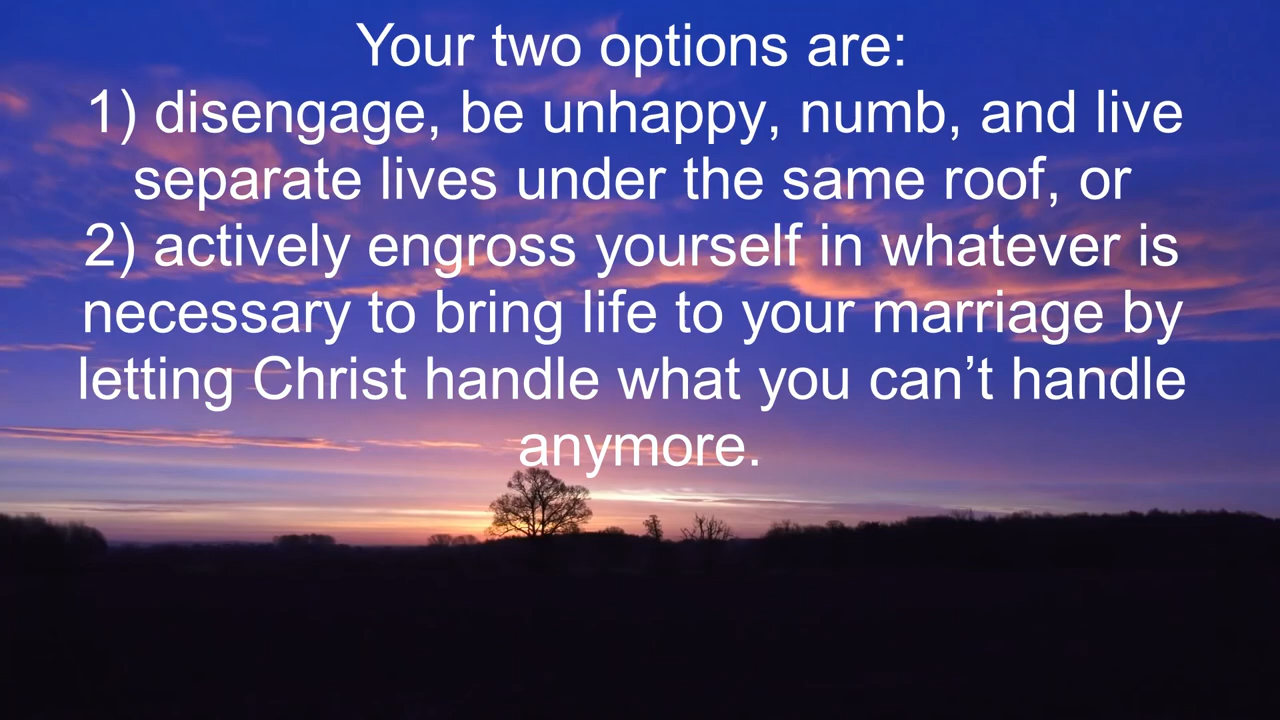 Your two options are:
1) disengage, be unhappy, numb, and live
separate lives under the same roof, or
2) actively engross yourself in whatever is
necessary to bring life to your marriage by
letting Christ handle what you can’t handle
anymore.